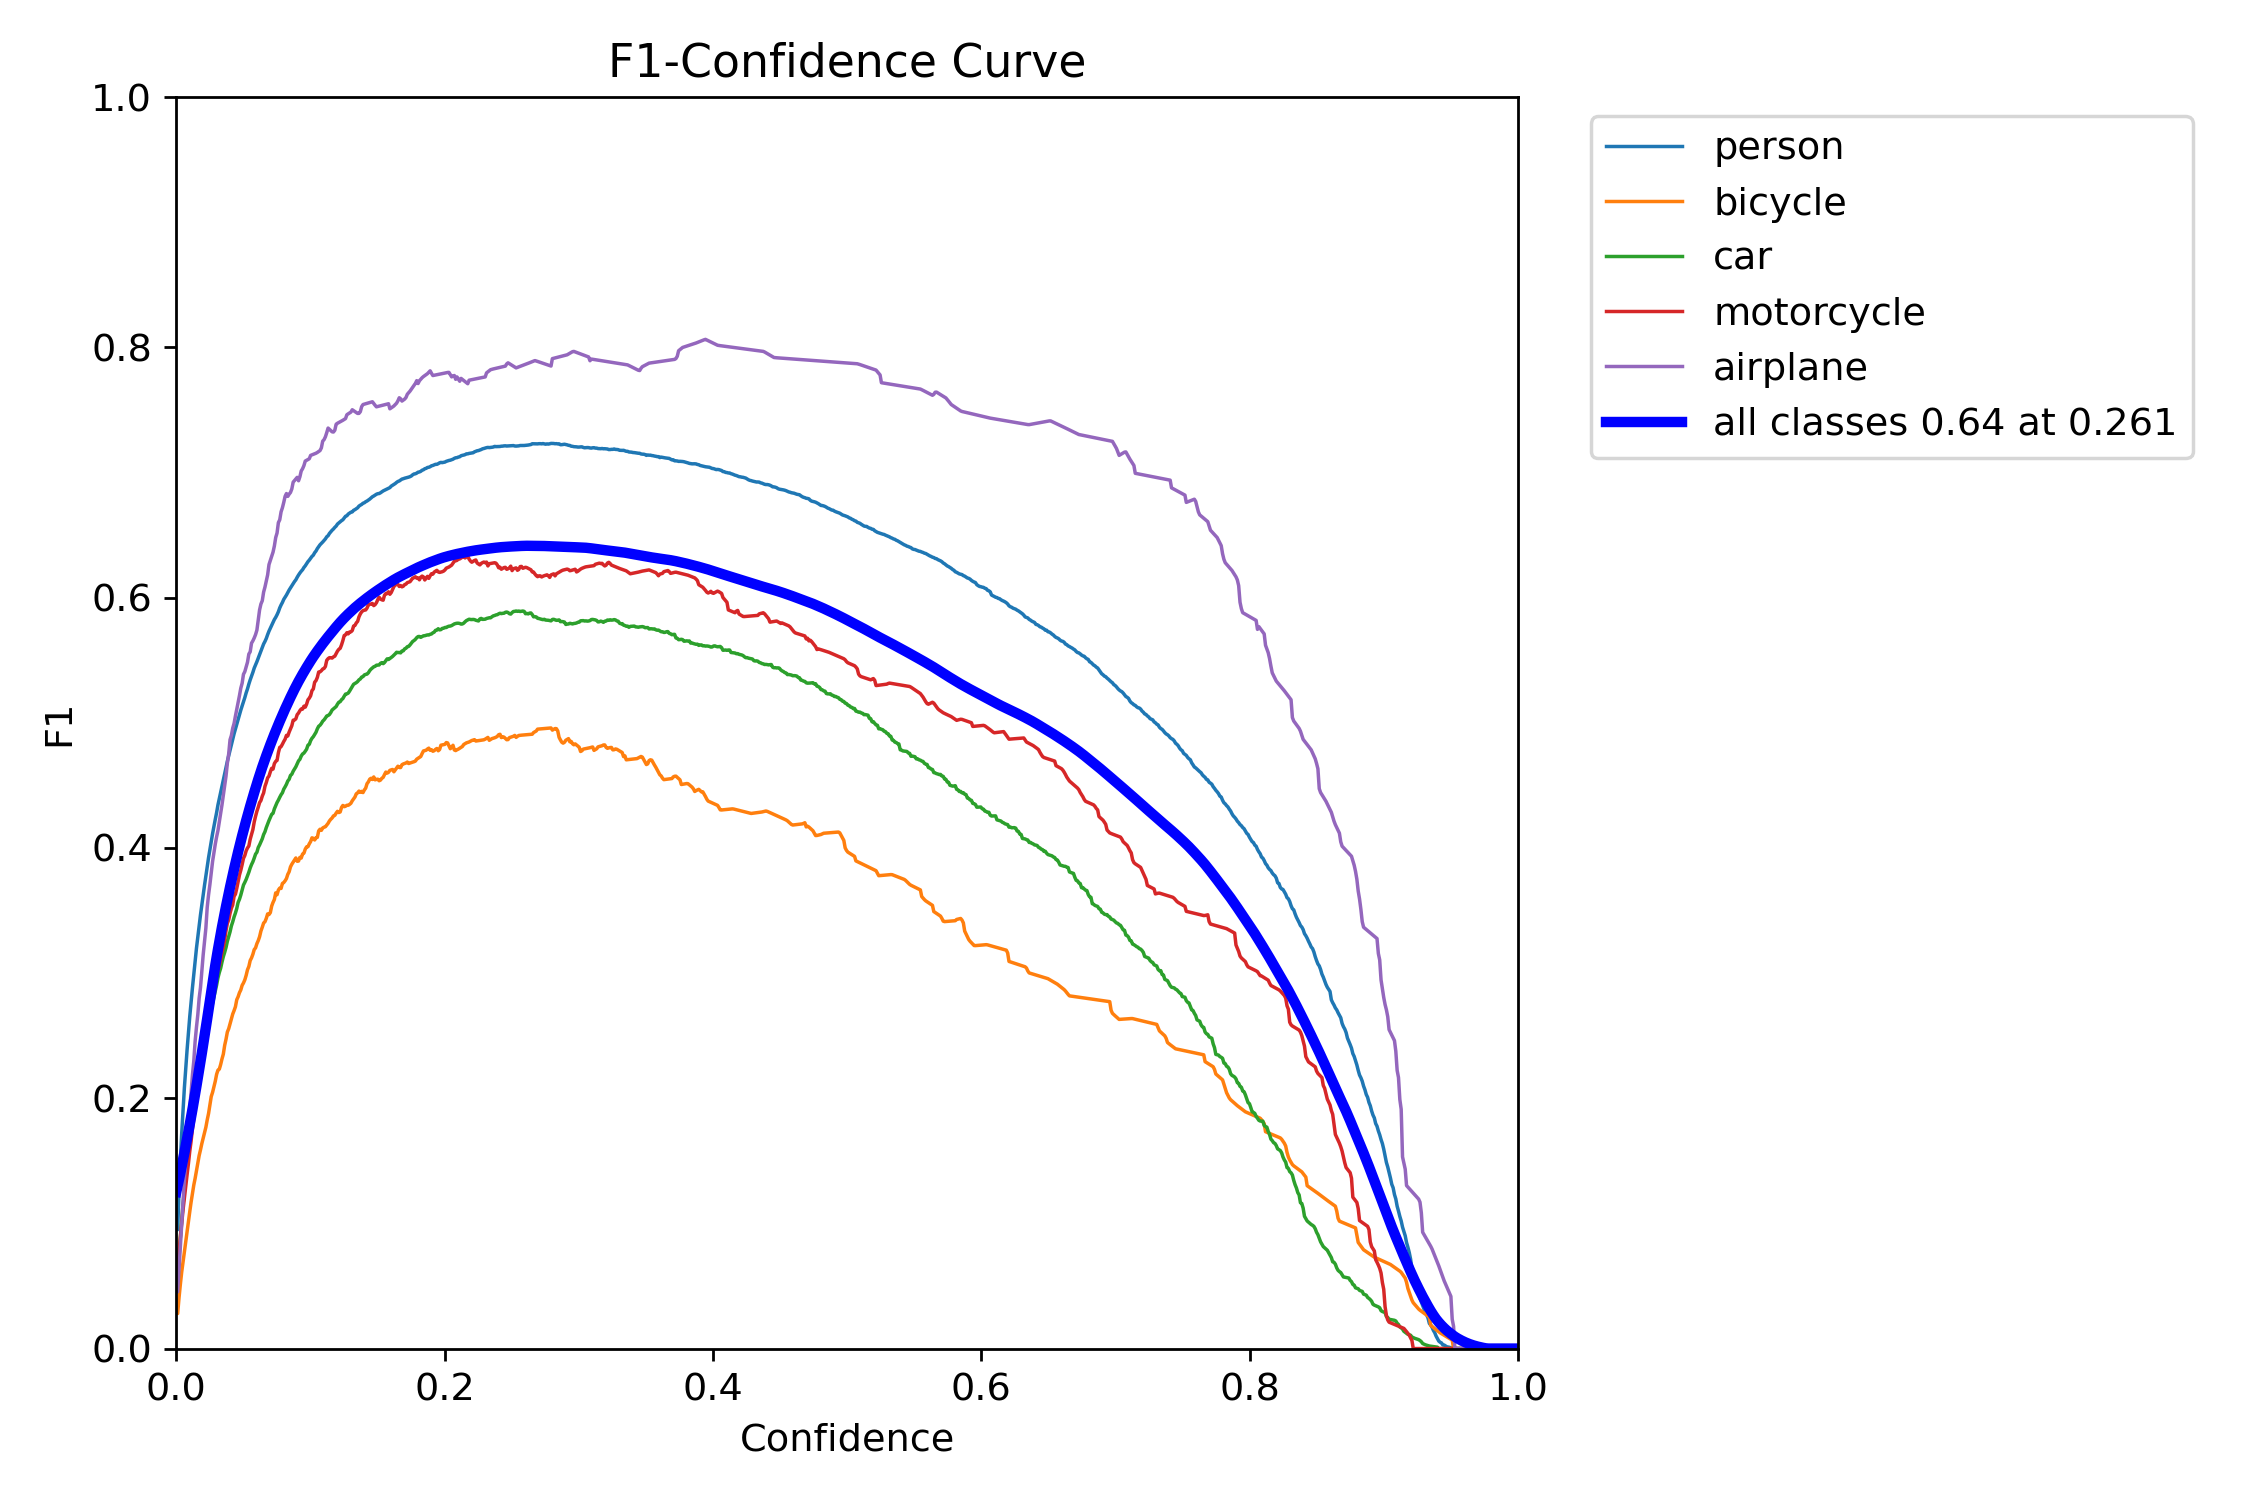 F1-Confidence Curve
1.0
0.8
0.6
0.4
0.2
0.0
F1
0.0 0.2 0.4 0.6 0.8 1.0
Confidence
person
bicycle
car
motorcycle
airplane
all classes 0.64 at 0.261